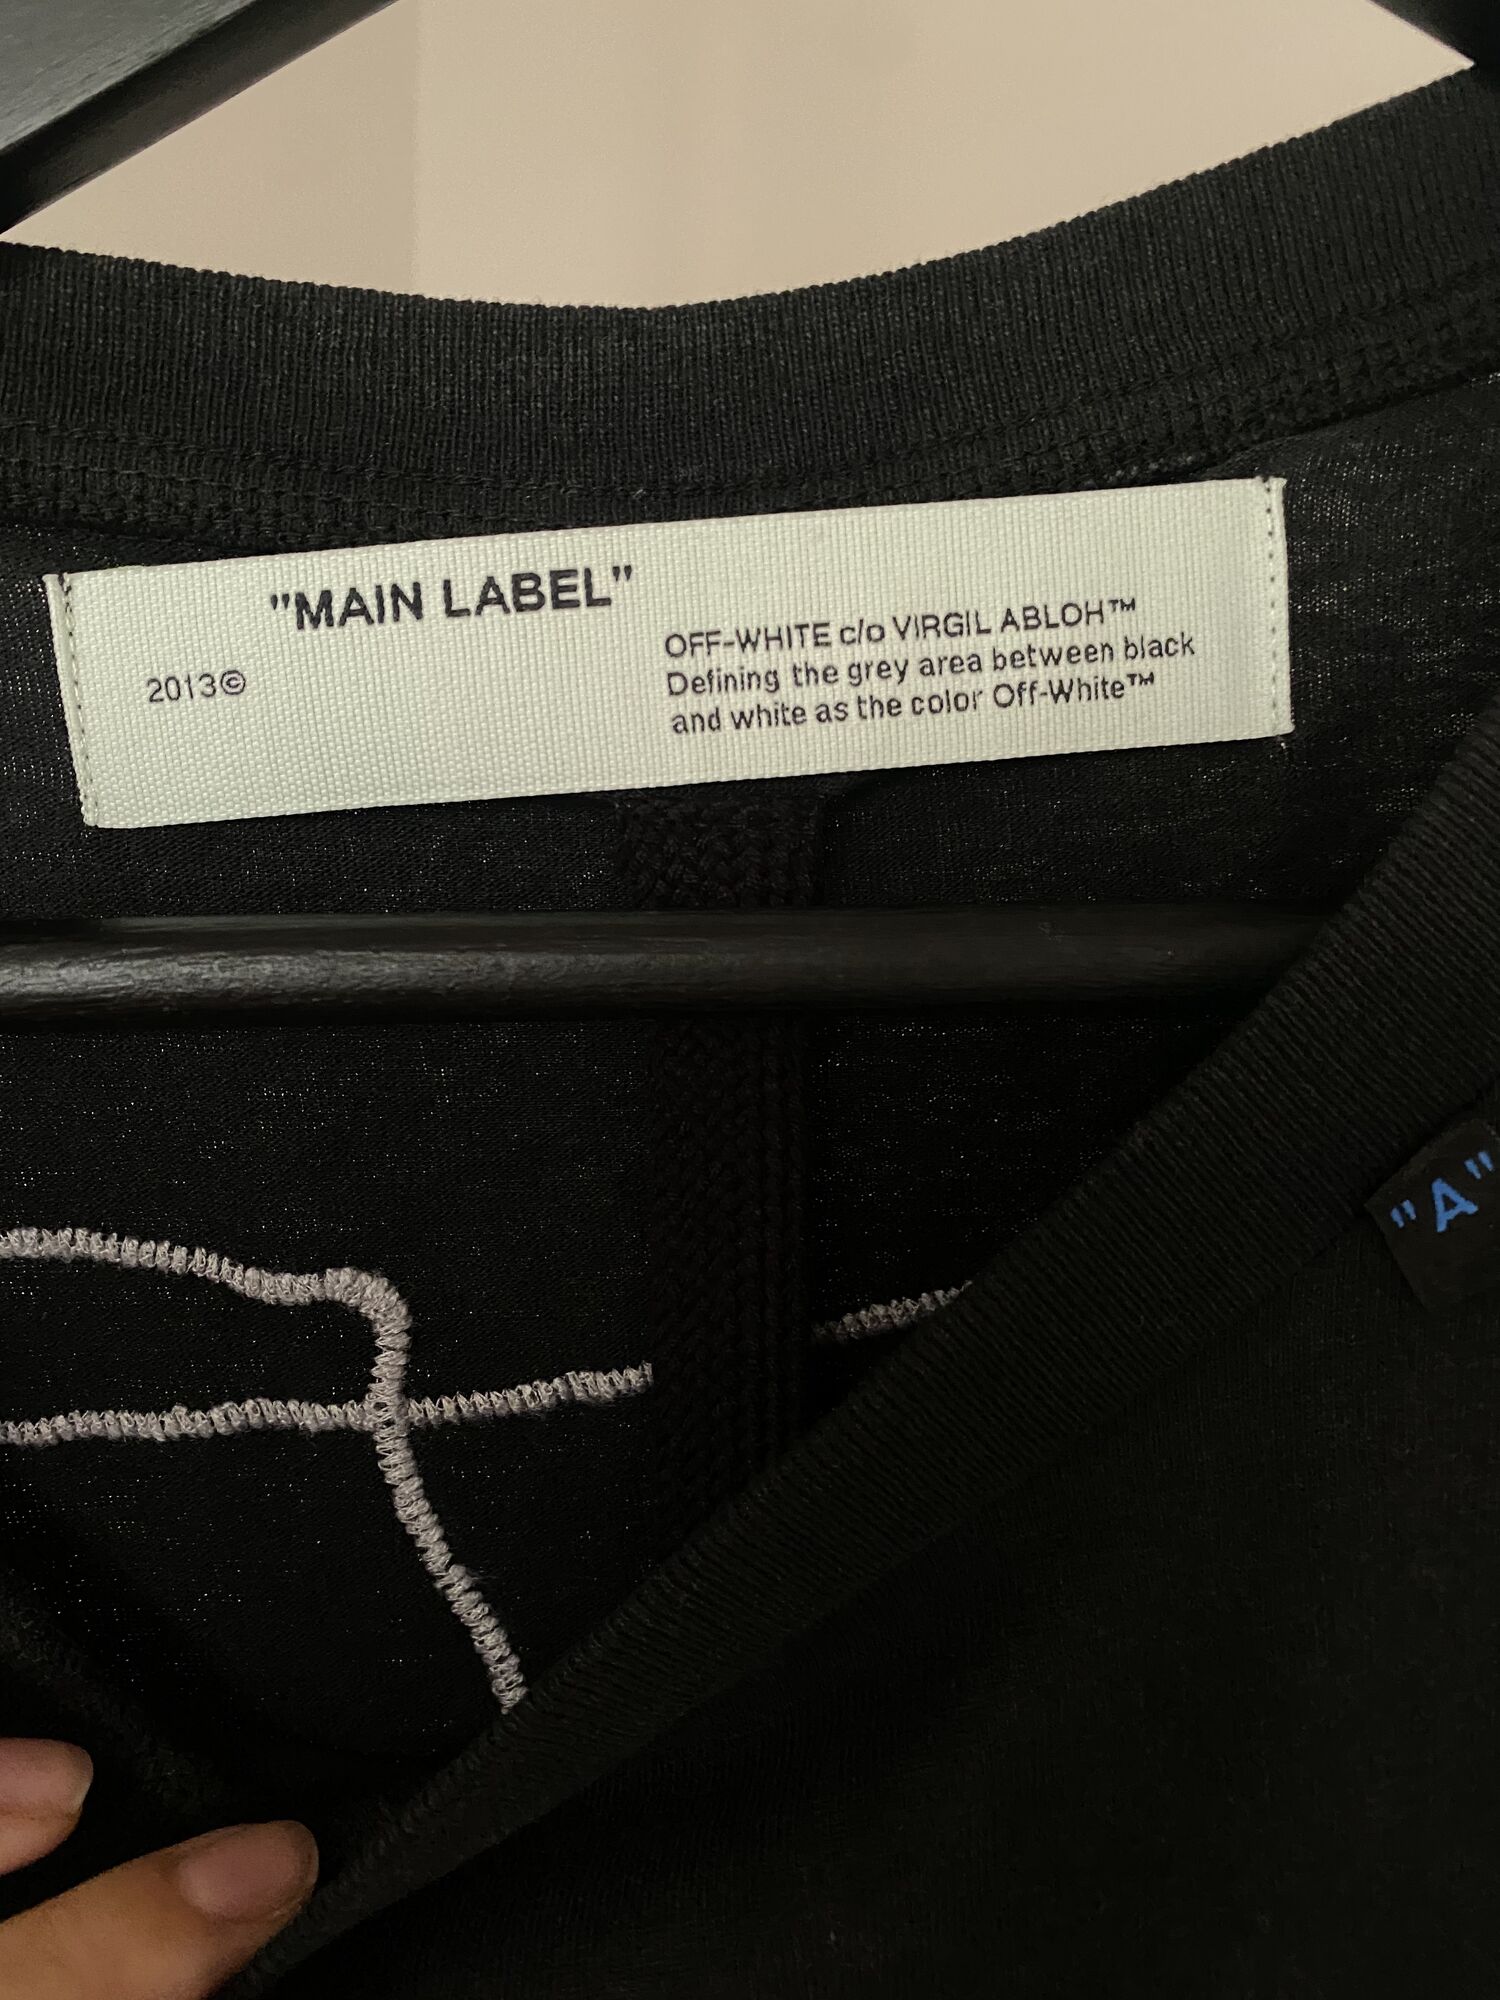 "MAIN LABEL"
2013©
OFF-WHITE c/o VIRGIL ABLOH™
Defining the grey area between black
and white as the color Off-White™
"A"